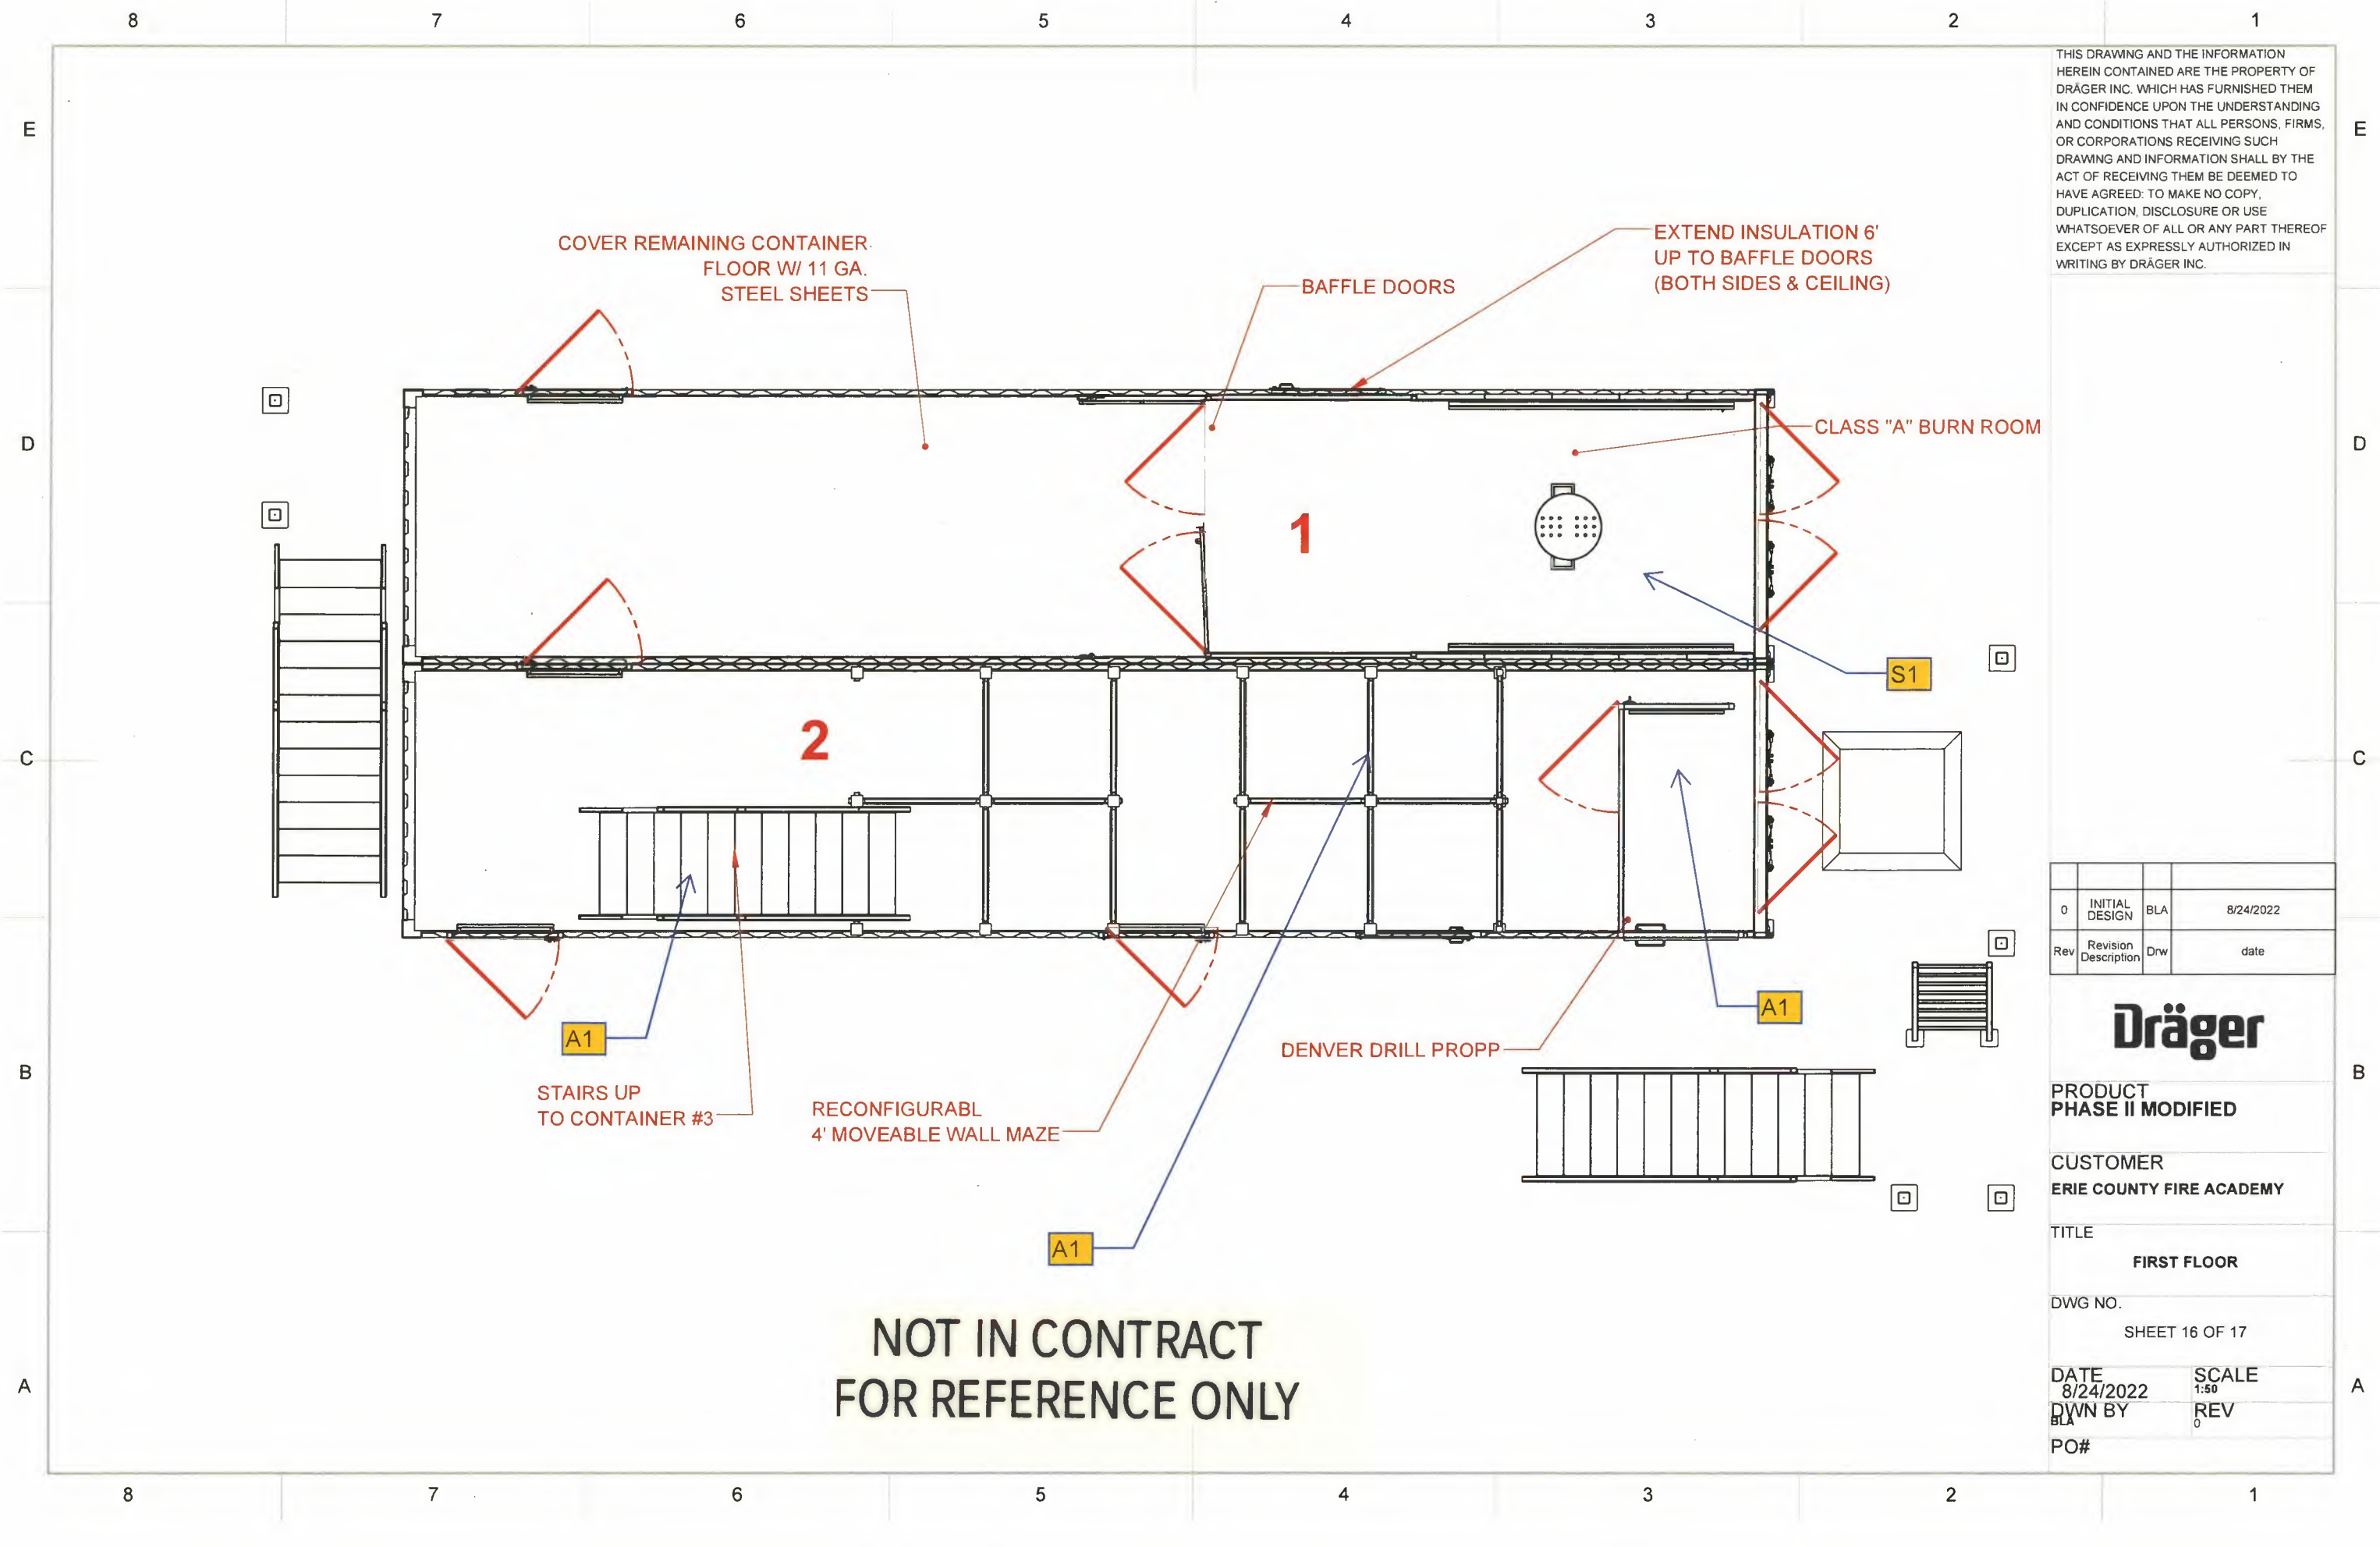 8 7 6 5 4 3 2 1
THIS DRAWING AND THE INFORMATION
HEREIN CONTAINED ARE THE PROPERTY OF
DRÄGER INC. WHICH HAS FURNISHED THEM
IN CONFIDENCE UPON THE UNDERSTANDING
AND CONDITIONS THAT ALL PERSONS, FIRMS,
OR CORPORATIONS RECEIVING SUCH
DRAWING AND INFORMATION SHALL BY THE
ACT OF RECEIVING THEM BE DEEMED TO
HAVE AGREED: TO MAKE NO COPY,
DUPLICATION, DISCLOSURE OR USE
WHATSOEVER OF ALL OR ANY PART THEREOF
EXCEPT AS EXPRESSLY AUTHORIZED IN
WRITING BY DRÄGER INC.
E E
COVER REMAINING CONTAINER
FLOOR W/ 11 GA.
STEEL SHEETS
BAFFLE DOORS
EXTEND INSULATION 6'
UP TO BAFFLE DOORS
(BOTH SIDES & CEILING)
D D
CLASS "A" BURN ROOM
1
S1
2
C C
A1
A1
DENVER DRILL PROPP
STAIRS UP
TO CONTAINER #3
RECONFIGURABL
4' MOVEABLE WALL MAZE
B B
A1
NOT IN CONTRACT
FOR REFERENCE ONLY
A A
0 INITIAL DESIGN BLA 8/24/2022
Rev Revision Description Drw date
Dräger
PRODUCT
PHASE II MODIFIED
CUSTOMER
ERIE COUNTY FIRE ACADEMY
TITLE
FIRST FLOOR
DWG NO.
SHEET 16 OF 17
DATE SCALE
8/24/2022 1:50
DWN BY REV
BLA 0
PO#
8 7 6 5 4 3 2 1